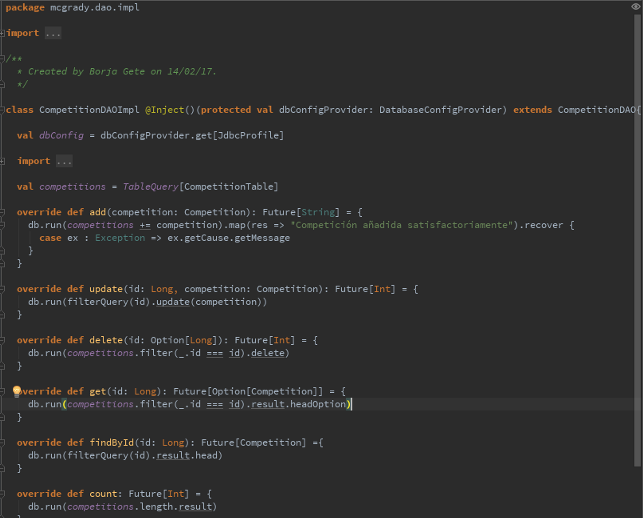 package mcgrady.dao.impl
import ...
/**
* Created by Borja Gete on 14/02/17.
*/
class CompetitionDAOImpl @Inject()(protected val dbConfigProvider: DatabaseConfigProvider) extends CompetitionDAO{
val dbConfig = dbConfigProvider.get[JdbcProfile]
import ...
val competitions = TableQuery[CompetitionTable]
override def add(competition: Competition): Future[String] = {
db.run(competitions += competition).map(res => "Competición añadida satisfactoriamente").recover {
case ex : Exception => ex.getCause.getMessage
}
}
override def update(id: Long, competition: Competition): Future[Int] = {
db.run(filterQuery(id).update(competition))
}
override def delete(id: Option[Long]): Future[Int] = {
db.run(competitions.filter(_.id === id).delete)
}
override def get(id: Long): Future[Option[Competition]] = {
db.run(competitions.filter(_.id === id).result.headOption)
}
override def findById(id: Long): Future[Competition] ={
db.run(filterQuery(id).result.head)
}
override def count: Future[Int] = {
db.run(competitions.length.result)
}